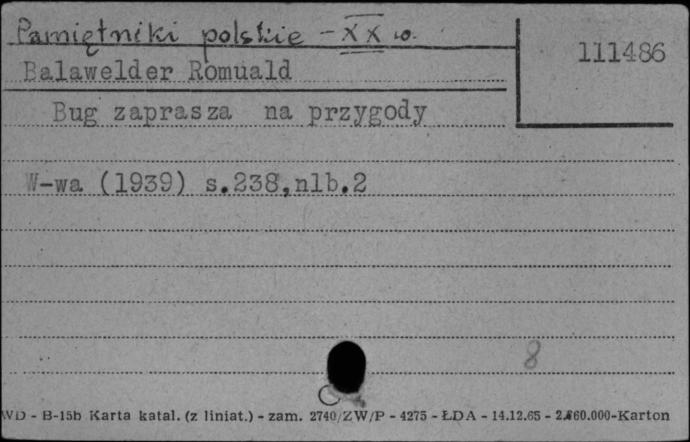 Pamiętniki polskie - XX w.
111486
Balawelder Romuald
Bug zaprasza na przygody
W-wa (1939) s.238,nlb.2
8
WD - B-15b Karta katal. (z liniat.) - zam. 2740/ZW/P - 4275 - ŁDA - 14.12.65 - 2.860.000-Karton